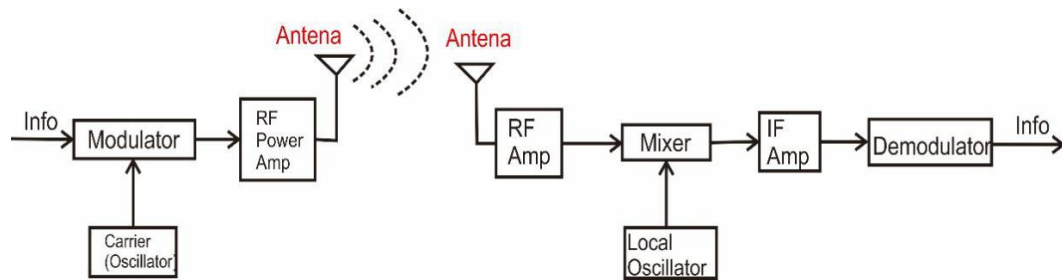 Antena
Antena
Info
Modulator
RF
Power
Amp
Carrier
(Oscillator)
RF
Amp
Mixer
Local
Oscillator
IF
Amp
Demodulator
Info